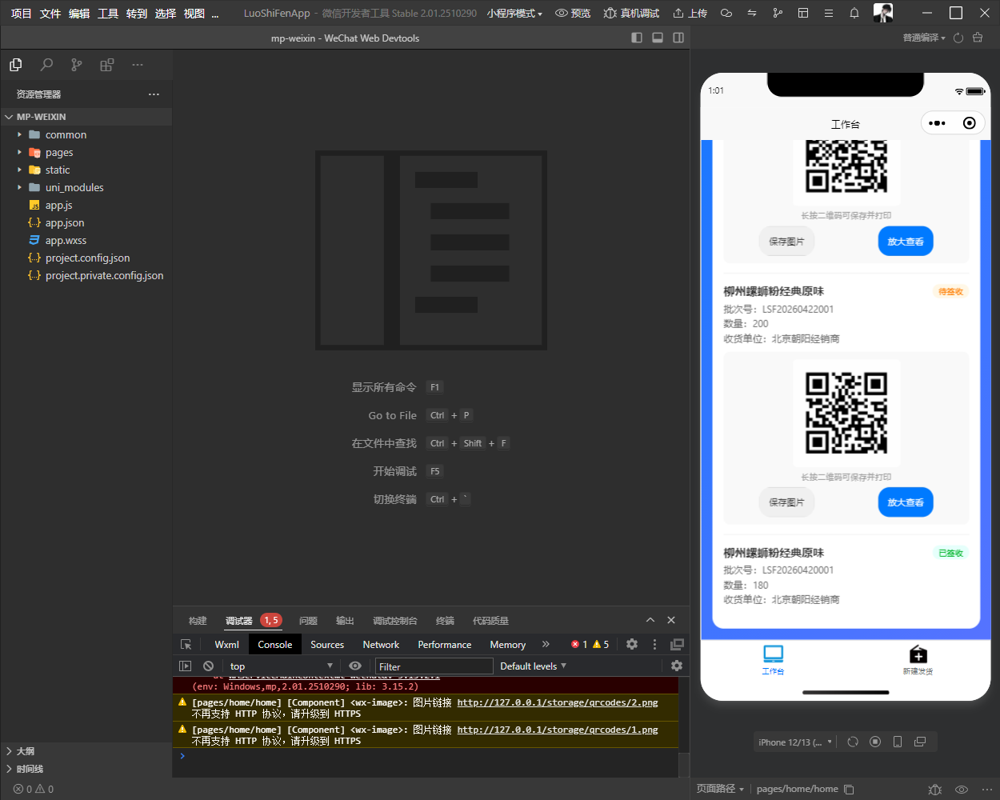 项目 文件 编辑 工具 转到 选择 视图 ... LuoShiFenApp - 微信开发者工具 Stable 2.01.2510290 小程序模式 预览 真机调试 上传
mp-weixin - WeChat Web Devtools
普通编译
资源管理器
MP-WEIXIN
common
pages
static
uni_modules
app.js
app.json
app.wxss
project.config.json
project.private.config.json
大纲
时间线
0 0
显示所有命令 F1
Go to File Ctrl + P
在文件中查找 Ctrl + Shift + F
开始调试 F5
切换终端 Ctrl + `
构建 调试器 1, 5 问题 输出 调试控制台 终端 代码质量
Wxml Console Sources Network Performance Memory 1 5
top Filter Default levels
(env: Windows,mp,2.01.2510290; lib: 3.15.2)
[pages/home/home] [Component] <wx-image>: 图片链接 http://127.0.0.1/storage/qrcodes/2.png
不再支持 HTTP 协议，请升级到 HTTPS
[pages/home/home] [Component] <wx-image>: 图片链接 http://127.0.0.1/storage/qrcodes/1.png
不再支持 HTTP 协议，请升级到 HTTPS
1:01
工作台
长按二维码可保存并打印
保存图片 放大查看
柳州螺蛳粉经典原味 待签收
批次号：LSF20260422001
数量：200
收货单位：北京朝阳经销商
长按二维码可保存并打印
保存图片 放大查看
柳州螺蛳粉经典原味 已签收
批次号：LSF20260420001
数量：180
收货单位：北京朝阳经销商
工作台 新建发货
iPhone 12/13 (...
页面路径 pages/home/home